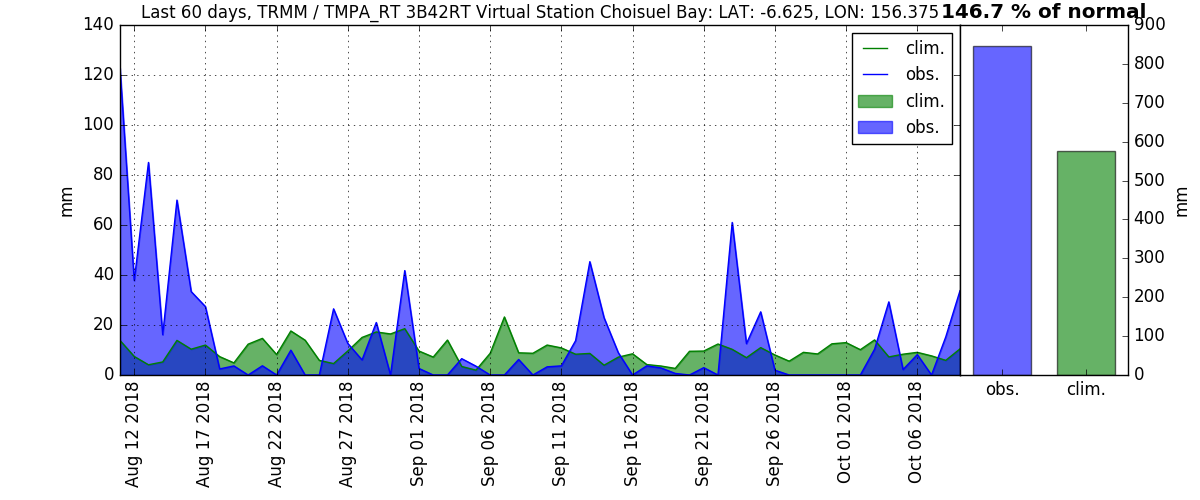 Last 60 days, TRMM / TMPA_RT 3B42RT Virtual Station Choisuel Bay: LAT: -6.625, LON: 156.375
146.7 % of normal
140
120
100
80
60
40
20
0
mm
clim.
obs.
clim.
obs.
Aug 12 2018
Aug 17 2018
Aug 22 2018
Aug 27 2018
Sep 01 2018
Sep 06 2018
Sep 11 2018
Sep 16 2018
Sep 21 2018
Sep 26 2018
Oct 01 2018
Oct 06 2018
900
800
700
600
500
400
300
200
100
0
mm
obs.
clim.